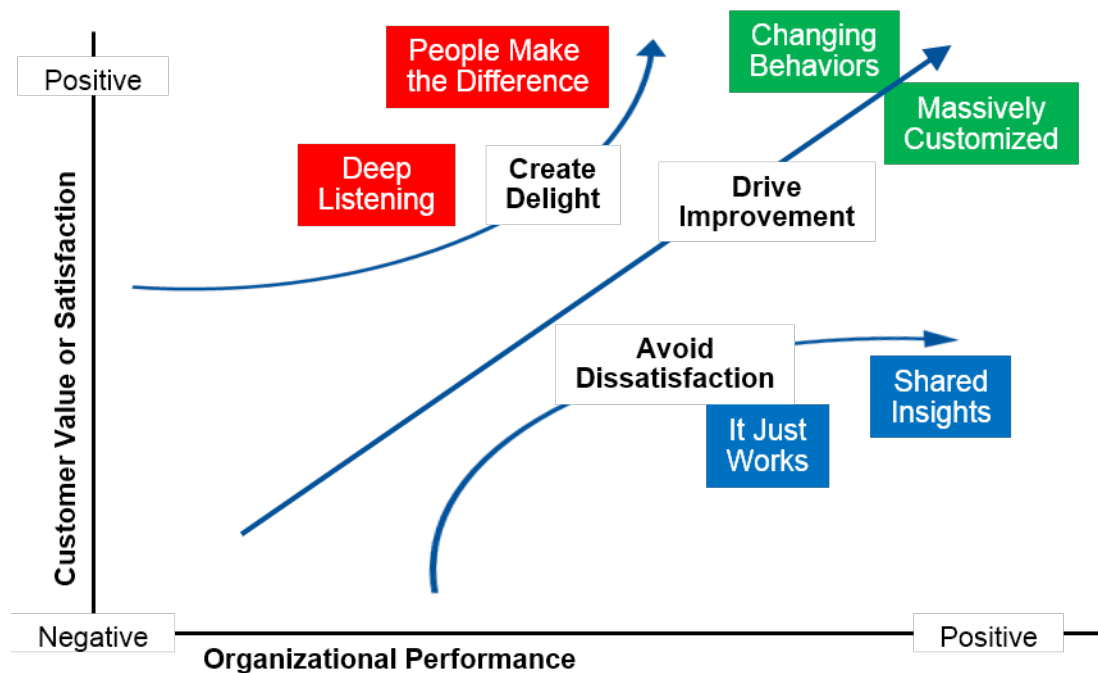 People Make
the Difference
Changing
Behaviors
Positive
Massively
Customized
Deep
Listening
Create
Delight
Drive
Improvement
Customer Value or Satisfaction
Avoid
Dissatisfaction
Shared
Insights
It Just
Works
Negative
Positive
Organizational Performance